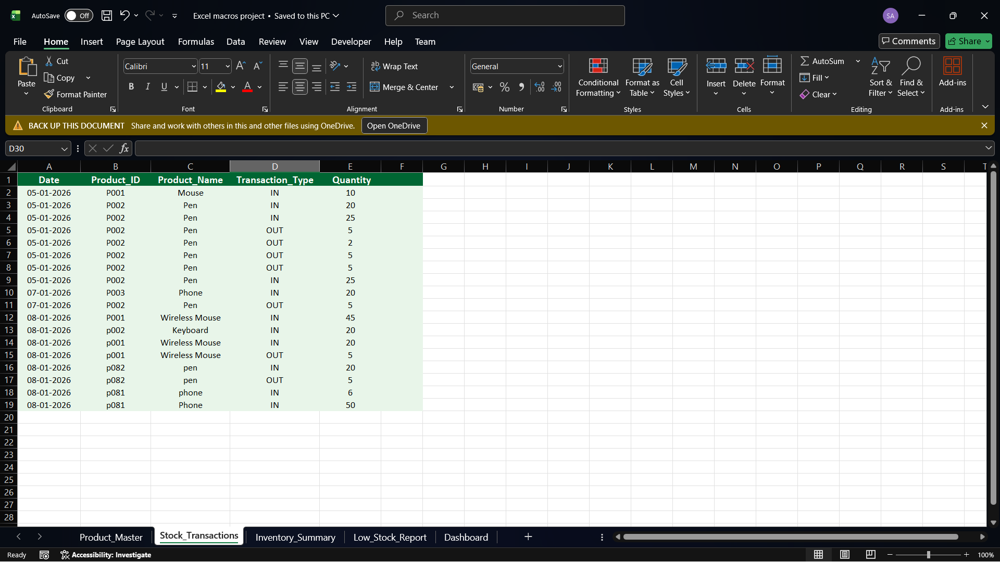 AutoSave Off Excel macros project • Saved to this PC Search SA
File Home Insert Page Layout Formulas Data Review View Developer Help Team Comments Share
Paste Cut Copy Format Painter Clipboard
Calibri 11 A A B I U A Font
ab Wrap Text Merge & Center Alignment
General % 9 .00 .00 Number
Conditional Formatting Format as Table Cell Styles Styles
Insert Delete Format Cells
AutoSum Fill Clear Sort & Filter Find & Select Editing
Add-ins Add-ins
BACK UP THIS DOCUMENT Share and work with others in this and other files using OneDrive. Open OneDrive
D30 fx
A B C D E F G H I J K L M N O P Q R S T
1 Date Product_ID Product_Name Transaction_Type Quantity
2 05-01-2026 P001 Mouse IN 10
3 05-01-2026 P002 Pen IN 20
4 05-01-2026 P002 Pen IN 25
5 05-01-2026 P002 Pen OUT 5
6 05-01-2026 P002 Pen OUT 2
7 05-01-2026 P002 Pen OUT 5
8 05-01-2026 P002 Pen OUT 5
9 05-01-2026 P002 Pen IN 25
10 07-01-2026 P003 Phone IN 20
11 07-01-2026 P002 Pen OUT 5
12 08-01-2026 P001 Wireless Mouse IN 45
13 08-01-2026 p002 Keyboard IN 20
14 08-01-2026 p001 Wireless Mouse IN 20
15 08-01-2026 p001 Wireless Mouse OUT 5
16 08-01-2026 p082 pen IN 20
17 08-01-2026 p082 pen OUT 5
18 08-01-2026 p081 phone IN 6
19 08-01-2026 p081 Phone IN 50
20
21
22
23
24
25
26
27
28
Product_Master Stock_Transactions Inventory_Summary Low_Stock_Report Dashboard
Ready Accessibility: Investigate 100%